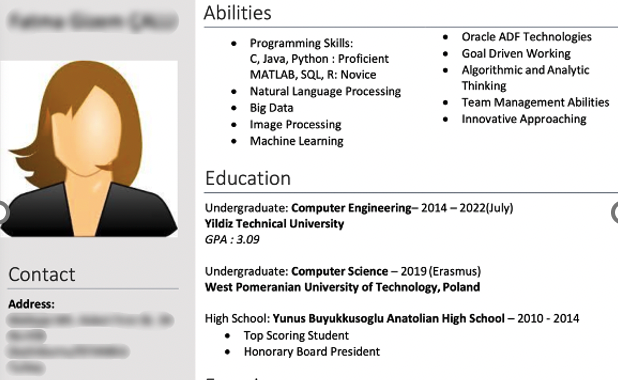 Abilities
Programming Skills:
C, Java, Python : Proficient
MATLAB, SQL, R: Novice
Natural Language Processing
Big Data
Image Processing
Machine Learning
Oracle ADF Technologies
Goal Driven Working
Algorithmic and Analytic
Thinking
Team Management Abilities
Innovative Approaching
Education
Undergraduate: Computer Engineering– 2014 – 2022(July)
Yildiz Technical University
GPA : 3.09
Undergraduate: Computer Science – 2019 (Erasmus)
West Pomeranian University of Technology, Poland
High School: Yunus Buyukkusoglu Anatolian High School – 2010 - 2014
Top Scoring Student
Honorary Board President
Contact
Address: